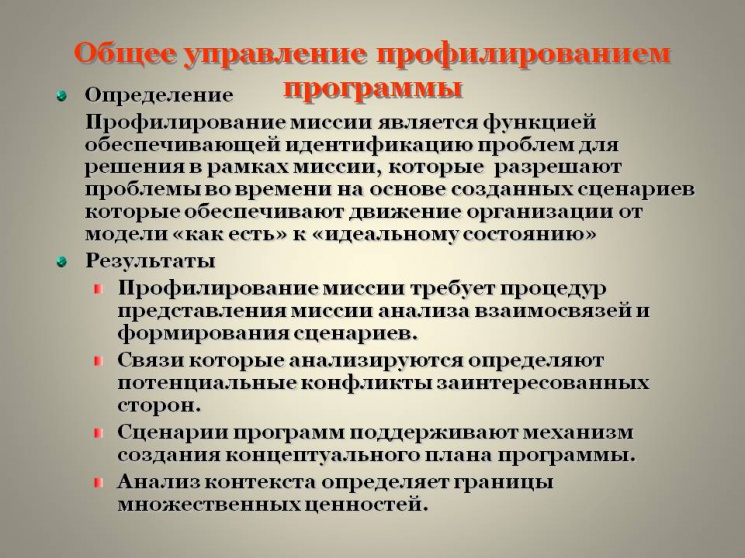 Общее управление профилированием
программы
Определение
Профилирование миссии является функцией
обеспечивающей идентификацию проблем для
решения в рамках миссии, которые разрешают
проблемы во времени на основе созданных сценариев
которые обеспечивают движение организации от
модели «как есть» к «идеальному состоянию»
Результаты
Профилирование миссии требует процедур
представления миссии анализа взаимосвязей и
формирования сценариев.
Связи которые анализируются определяют
потенциальные конфликты заинтересованных
сторон.
Сценарии программ поддерживают механизм
создания концептуального плана программы.
Анализ контекста определяет границы
множественных ценностей.